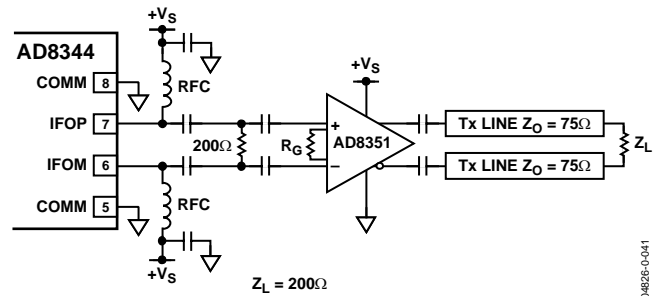 +VS
AD8344
+VS
COMM 8
RFC
IFOP 7
Tx LINE ZO = 75Ω
200Ω
RG
+
−
AD8351
ZL
IFOM 6
Tx LINE ZO = 75Ω
COMM 5
RFC
+VS
ZL = 200Ω
04826-0-041